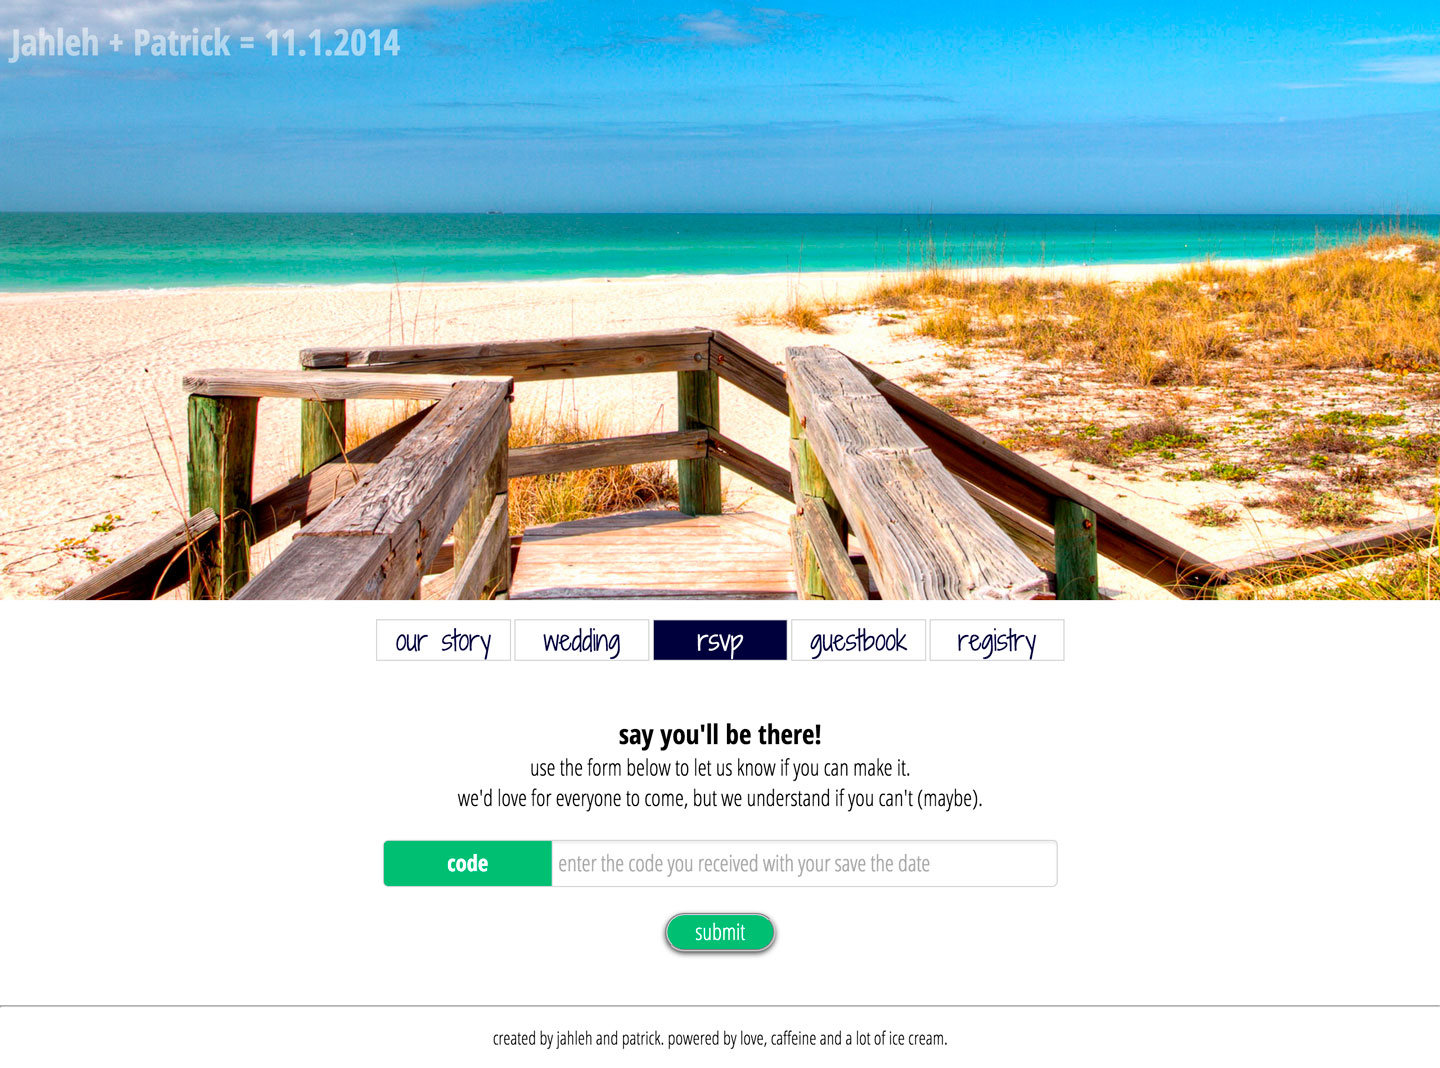 Jahleh + Patrick = 11.1.2014
our story wedding rsvp guestbook registry
say you'll be there!
use the form below to let us know if you can make it.
we'd love for everyone to come, but we understand if you can't (maybe).
code enter the code you received with your save the date
submit
created by jahleh and patrick. powered by love, caffeine and a lot of ice cream.